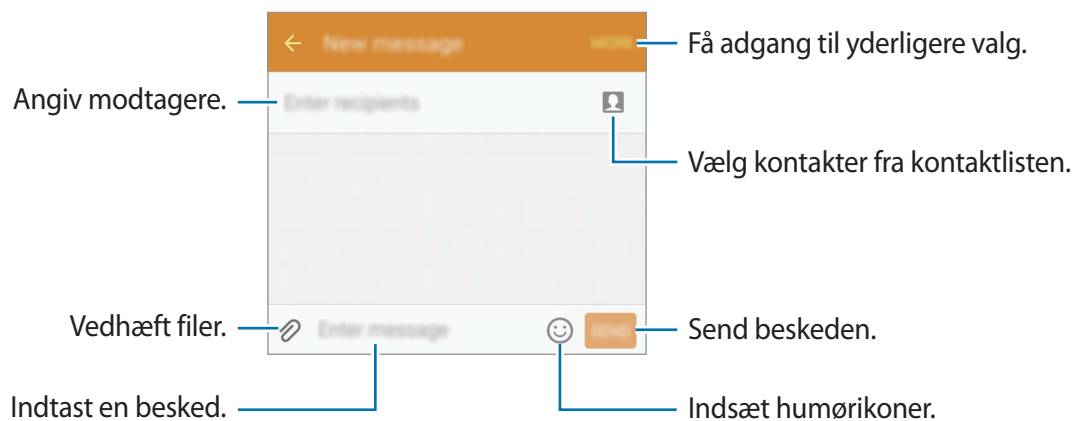 New message
MORE
Få adgang til yderligere valg.
Angiv modtagere.
Enter recipients
Vælg kontakter fra kontaktlisten.
Vedhæft filer.
Enter message
SEND
Send beskeden.
Indtast en besked.
Indsæt humørikoner.